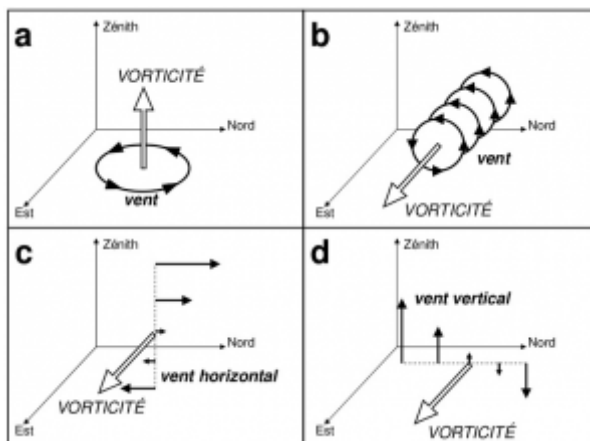 a
Zénith
VORTICITÉ
Nord
vent
Est
b
Zénith
Nord
vent
VORTICITÉ
Est
c
Zénith
Nord
vent horizontal
VORTICITÉ
Est
d
Zénith
vent vertical
Nord
VORTICITÉ
Est